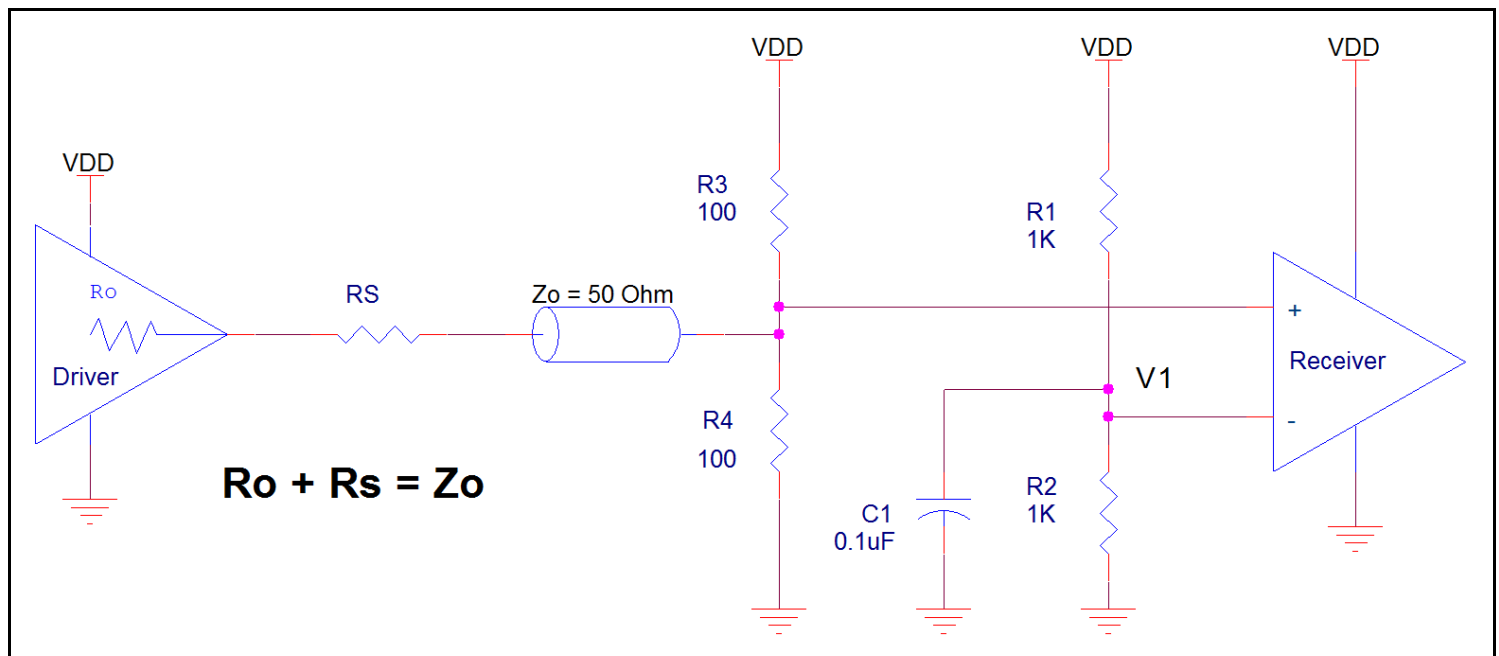 VDD
VDD
VDD
VDD
R3
100
R1
1K
Ro
RS
Zo = 50 Ohm
+
Driver
Receiver
V1
-
R4
100
Ro + Rs = Zo
R2
1K
C1
0.1uF